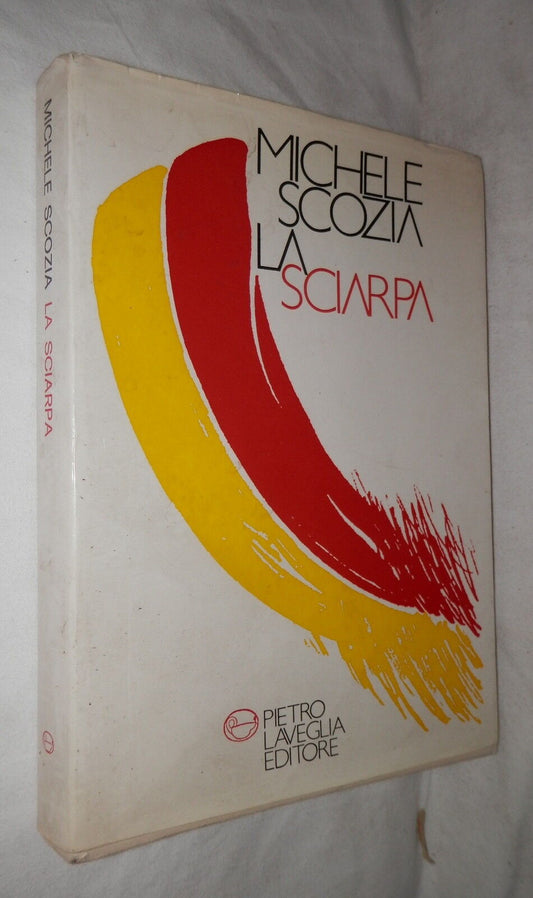 MICHELE SCOZIA LA SCIARPA
MICHELE
SCOZIA
LA
SCIARPA
PIETRO
LAVEGLIA
EDITORE